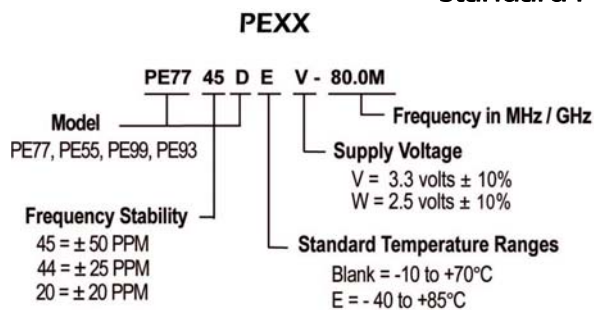 PEXX
PE77 45 D E V - 80.0M
Frequency in MHz / GHz
Model
PE77, PE55, PE99, PE93
Supply Voltage
V = 3.3 volts ± 10%
W = 2.5 volts ± 10%
Frequency Stability
45 = ± 50 PPM
44 = ± 25 PPM
20 = ± 20 PPM
Standard Temperature Ranges
Blank = -10 to +70°C
E = - 40 to +85°C